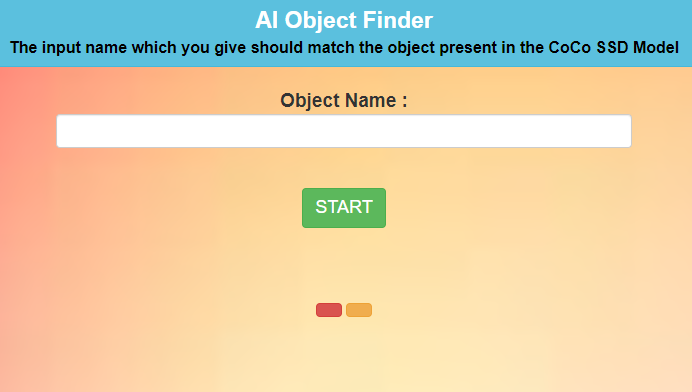 AI Object Finder
The input name which you give should match the object present in the CoCo SSD Model
Object Name :
START